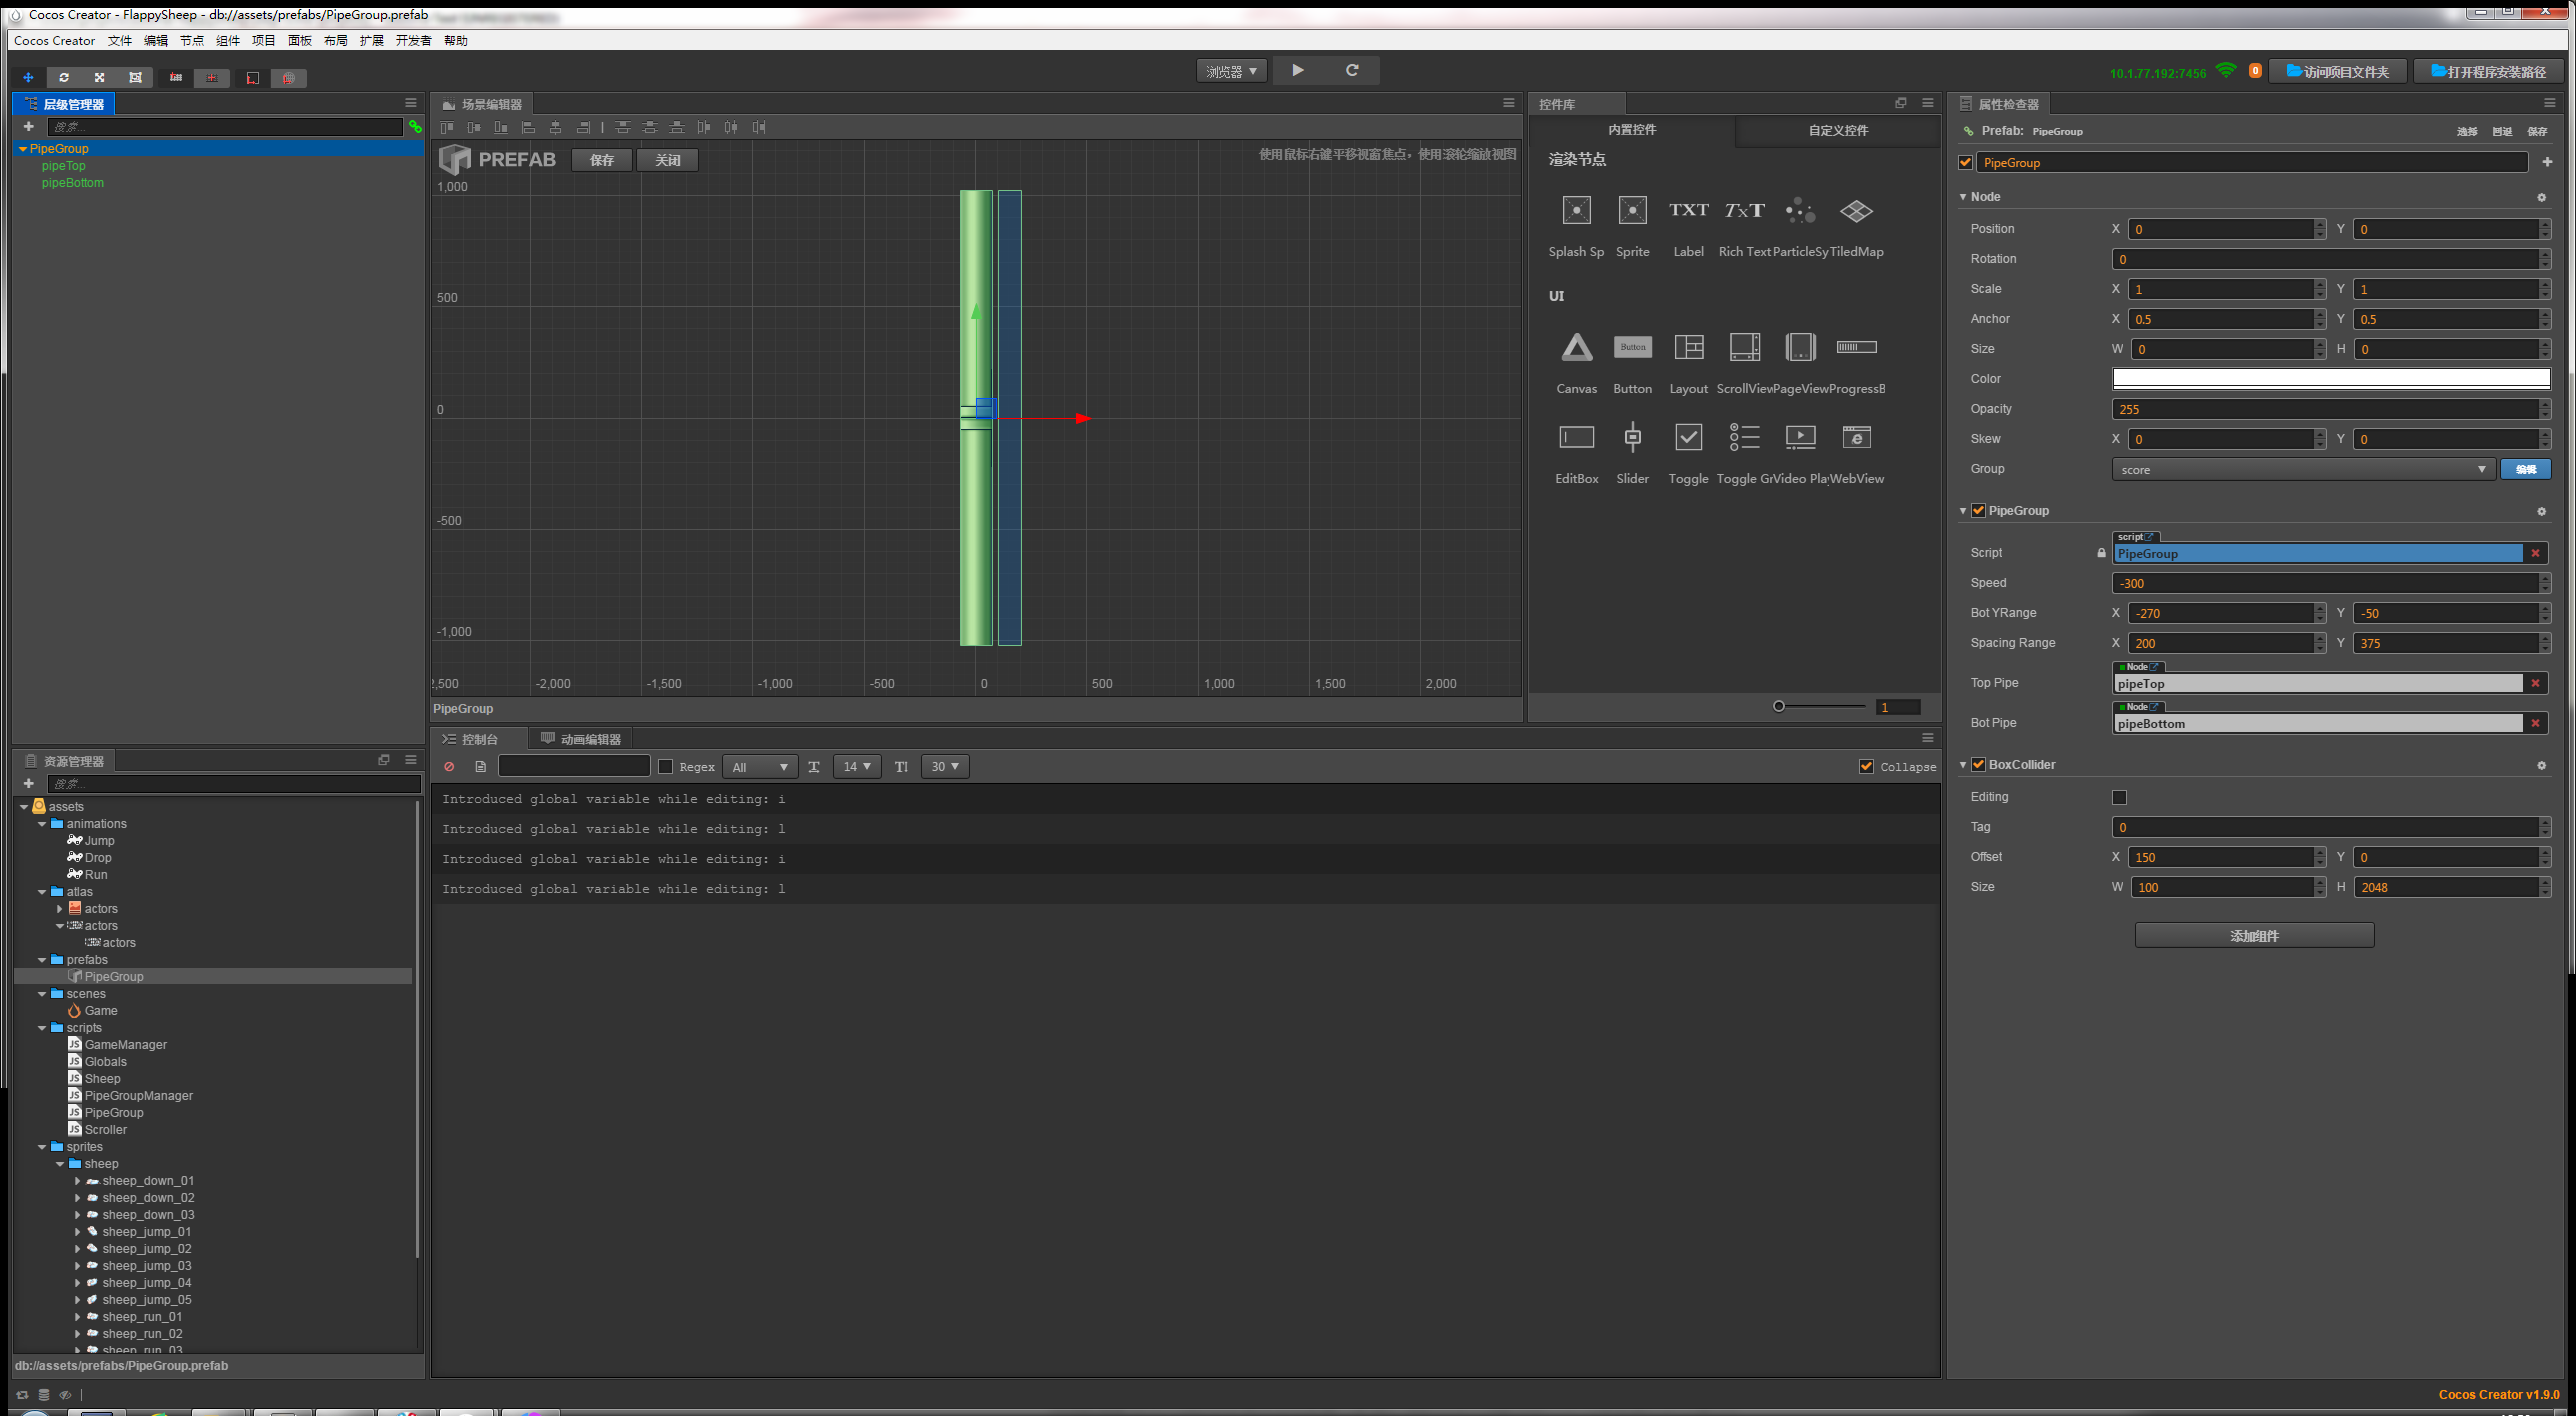 Cocos Creator - FlappySheep - db://assets/prefabs/PipeGroup.prefab
Cocos Creator 文件 编辑 节点 组件 项目 面板 布局 扩展 开发者 帮助
浏览器
10.1.77.192:7456 0 访问项目文件夹 打开程序安装路径
层级管理器
搜索...
PipeGroup
pipeTop
pipeBottom
场景编辑器
PREFAB 保存 关闭
使用鼠标右键平移视窗焦点，使用滚轮缩放视图
1,000
500
0
-500
-1,000
2,500 -2,000 -1,500 -1,000 -500 0 500 1,000 1,500 2,000
PipeGroup
控件库
内置控件 自定义控件
渲染节点
TXT TxT
Splash Sp Sprite Label Rich Text ParticleSy TiledMap
UI
Button
Canvas Button Layout ScrollView PageView ProgressB
EditBox Slider Toggle Toggle Gr Video Play WebView
1
属性检查器
Prefab: PipeGroup 选择 回退 保存
PipeGroup
Node
Position X 0 Y 0
Rotation 0
Scale X 1 Y 1
Anchor X 0.5 Y 0.5
Size W 0 H 0
Color
Opacity 255
Skew X 0 Y 0
Group score 编辑
PipeGroup
script
Script PipeGroup
Speed -300
Bot YRange X -270 Y -50
Spacing Range X 200 Y 375
Node
Top Pipe pipeTop
Node
Bot Pipe pipeBottom
BoxCollider
Editing
Tag 0
Offset X 150 Y 0
Size W 100 H 2048
添加组件
资源管理器
搜索...
assets
animations
Jump
Drop
Run
atlas
actors
actors
actors
prefabs
PipeGroup
scenes
Game
scripts
JS GameManager
JS Globals
JS Sheep
JS PipeGroupManager
JS PipeGroup
JS Scroller
sprites
sheep
sheep_down_01
sheep_down_02
sheep_down_03
sheep_jump_01
sheep_jump_02
sheep_jump_03
sheep_jump_04
sheep_jump_05
sheep_run_01
sheep_run_02
sheep_run_03
db://assets/prefabs/PipeGroup.prefab
控制台 动画编辑器
Regex All 14 30 Collapse
Introduced global variable while editing: i
Introduced global variable while editing: l
Introduced global variable while editing: i
Introduced global variable while editing: l
Cocos Creator v1.9.0